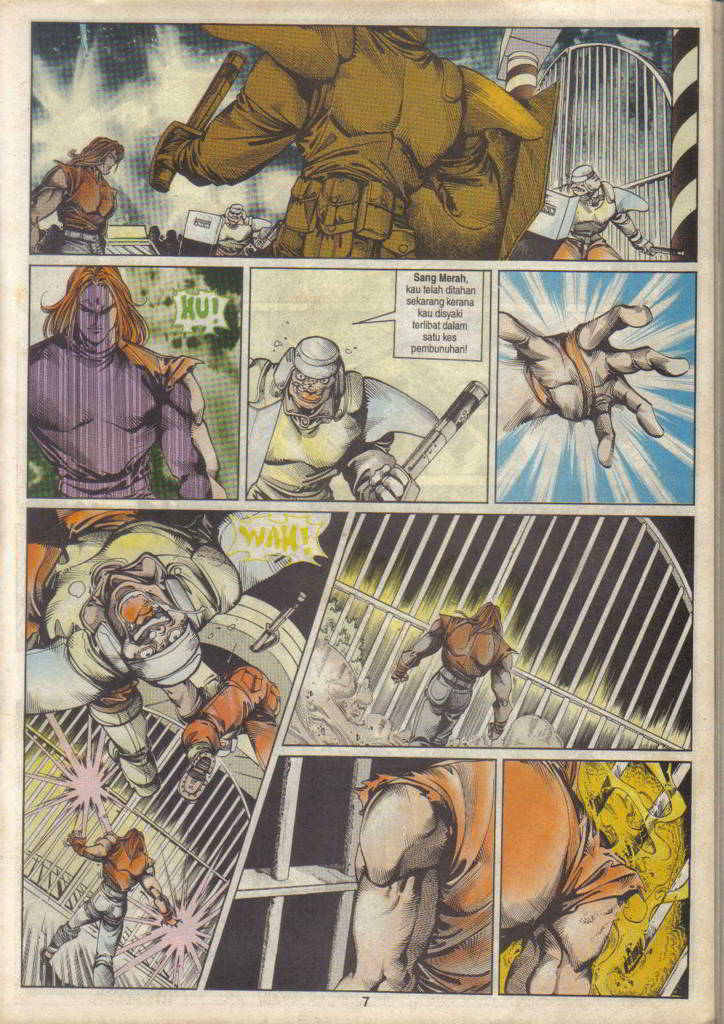 HU!
Sang Merah,
kau telah ditahan
sekarang kerana
kau disyaki
terlibat dalam
satu kes
pembunuhan!
WAH!
7